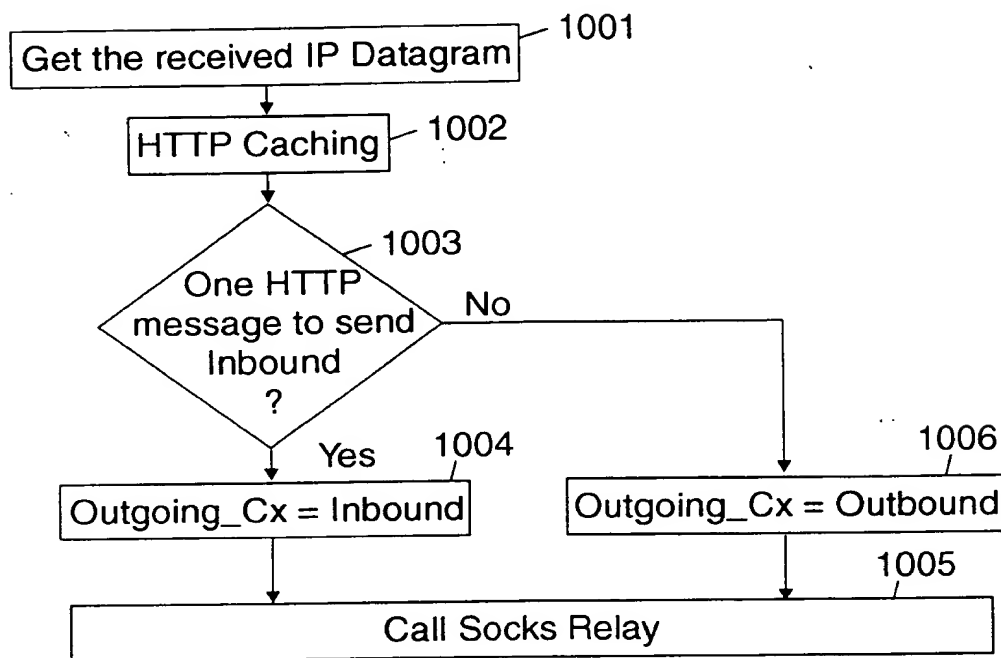 1001
Get the received IP Datagram
1002
HTTP Caching
1003
One HTTP
message to send
Inbound
?
No
Yes
1004
Outgoing_Cx = Inbound
1006
Outgoing_Cx = Outbound
1005
Call Socks Relay